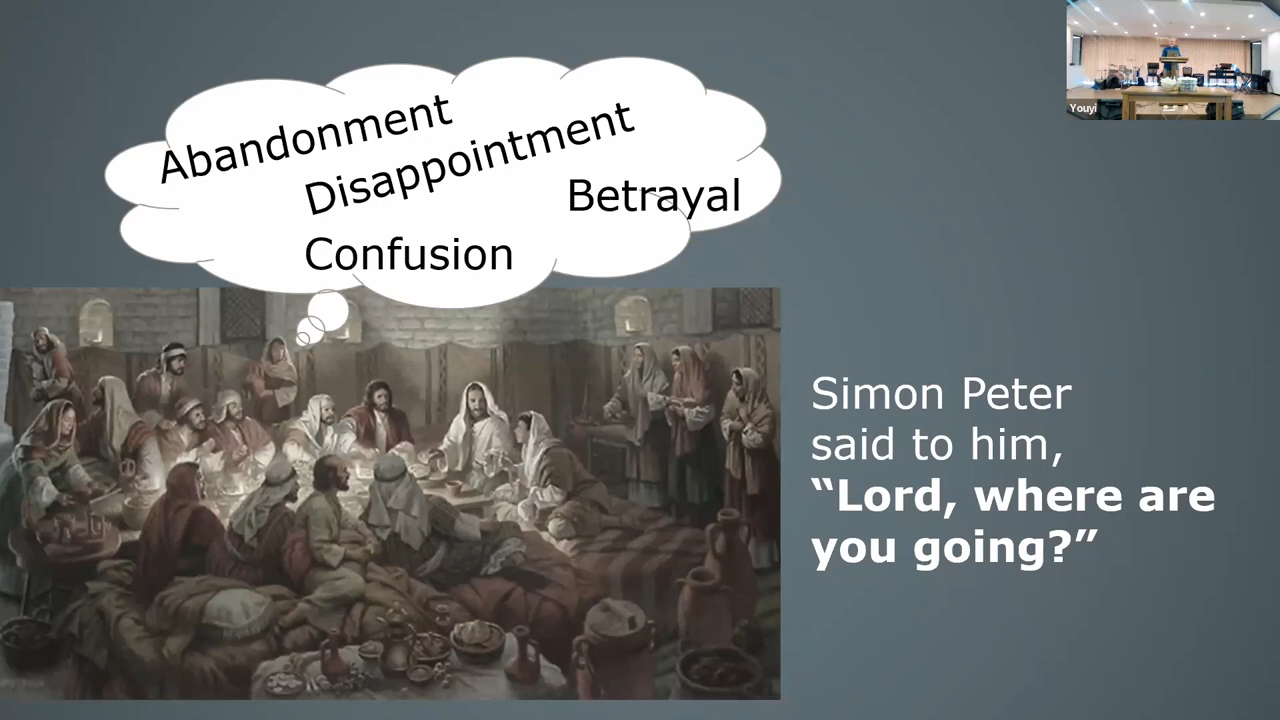 Abandonment
Disappointment
Betrayal
Confusion
Simon Peter
said to him,
“Lord, where are
you going?”
Youyi